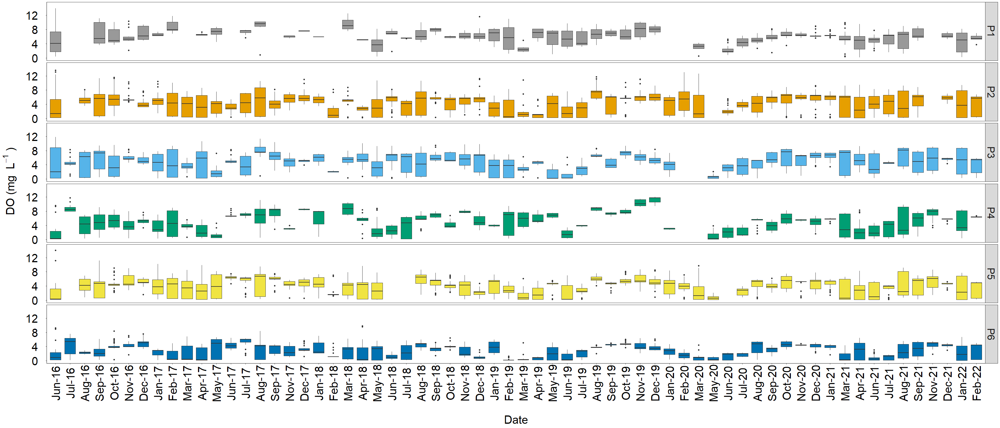 12
8
4
0
P1
12
8
4
0
P2
12
8
4
0
P3
12
8
4
0
P4
12
8
4
0
P5
12
8
4
0
P6
DO (mg L⁻¹)
Jun-16
Jul-16
Aug-16
Sep-16
Oct-16
Nov-16
Dec-16
Jan-17
Feb-17
Mar-17
Apr-17
May-17
Jun-17
Jul-17
Aug-17
Sep-17
Nov-17
Dec-17
Jan-18
Feb-18
Mar-18
Apr-18
May-18
Jun-18
Jul-18
Aug-18
Sep-18
Oct-18
Nov-18
Dec-18
Jan-19
Feb-19
Mar-19
Apr-19
May-19
Jun-19
Jul-19
Aug-19
Sep-19
Oct-19
Nov-19
Dec-19
Jan-20
Feb-20
Mar-20
May-20
Jun-20
Jul-20
Aug-20
Sep-20
Oct-20
Nov-20
Dec-20
Jan-21
Mar-21
Apr-21
Jun-21
Jul-21
Aug-21
Sep-21
Nov-21
Dec-21
Jan-22
Feb-22
Date